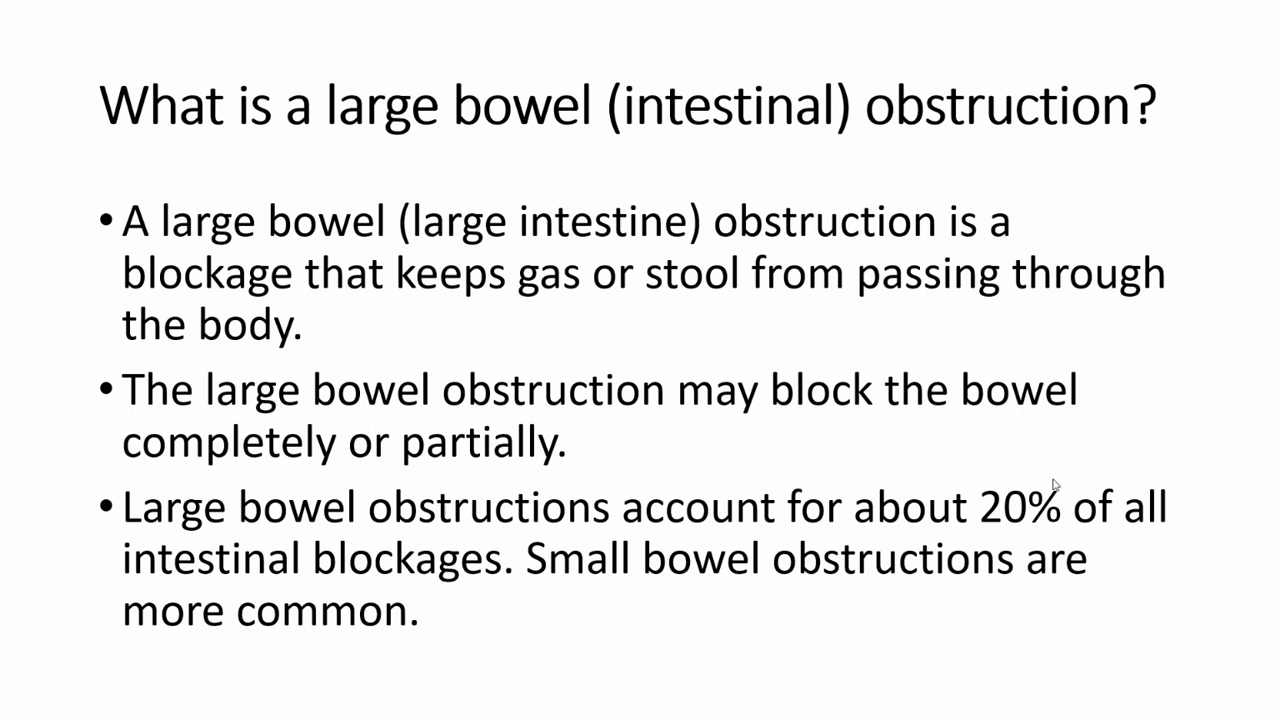 What is a large bowel (intestinal) obstruction?
• A large bowel (large intestine) obstruction is a
blockage that keeps gas or stool from passing through
the body.
• The large bowel obstruction may block the bowel
completely or partially.
• Large bowel obstructions account for about 20% of all
intestinal blockages. Small bowel obstructions are
more common.